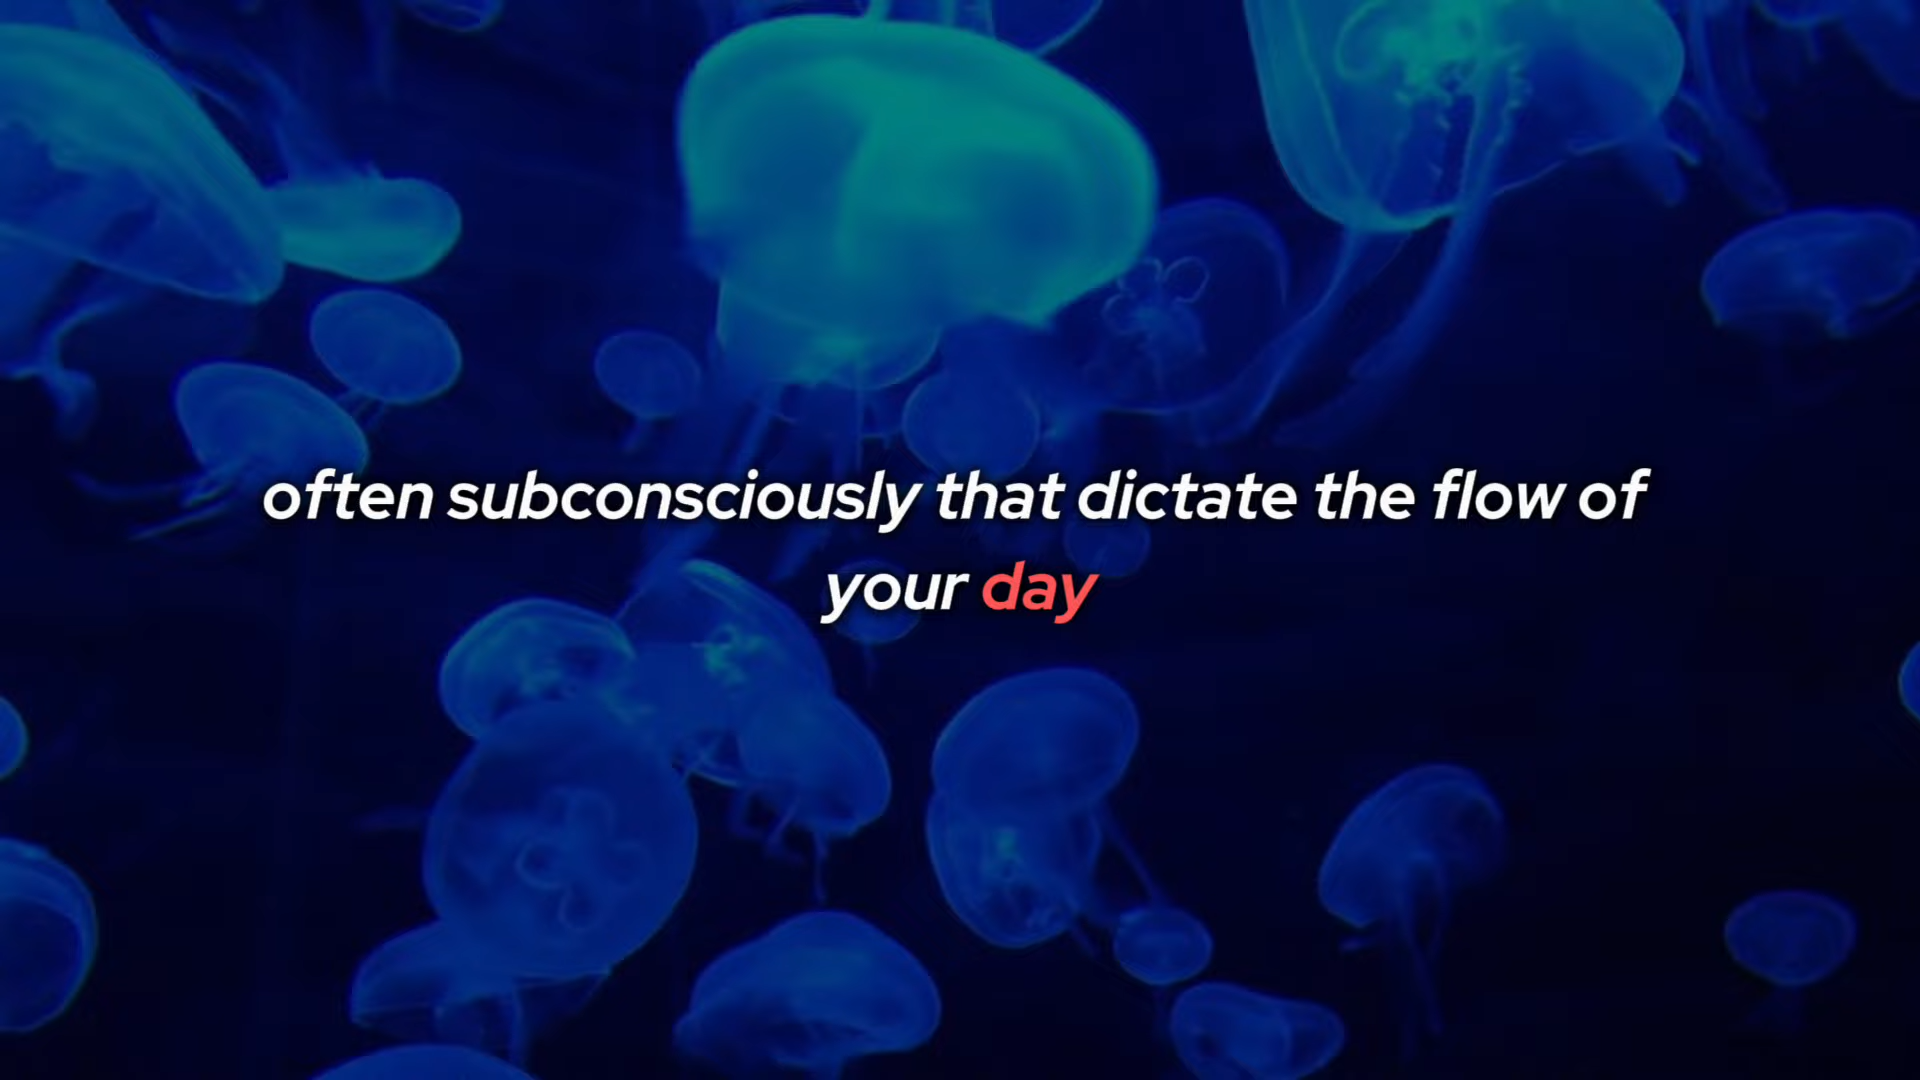 often subconsciously that dictate the flow of
your day